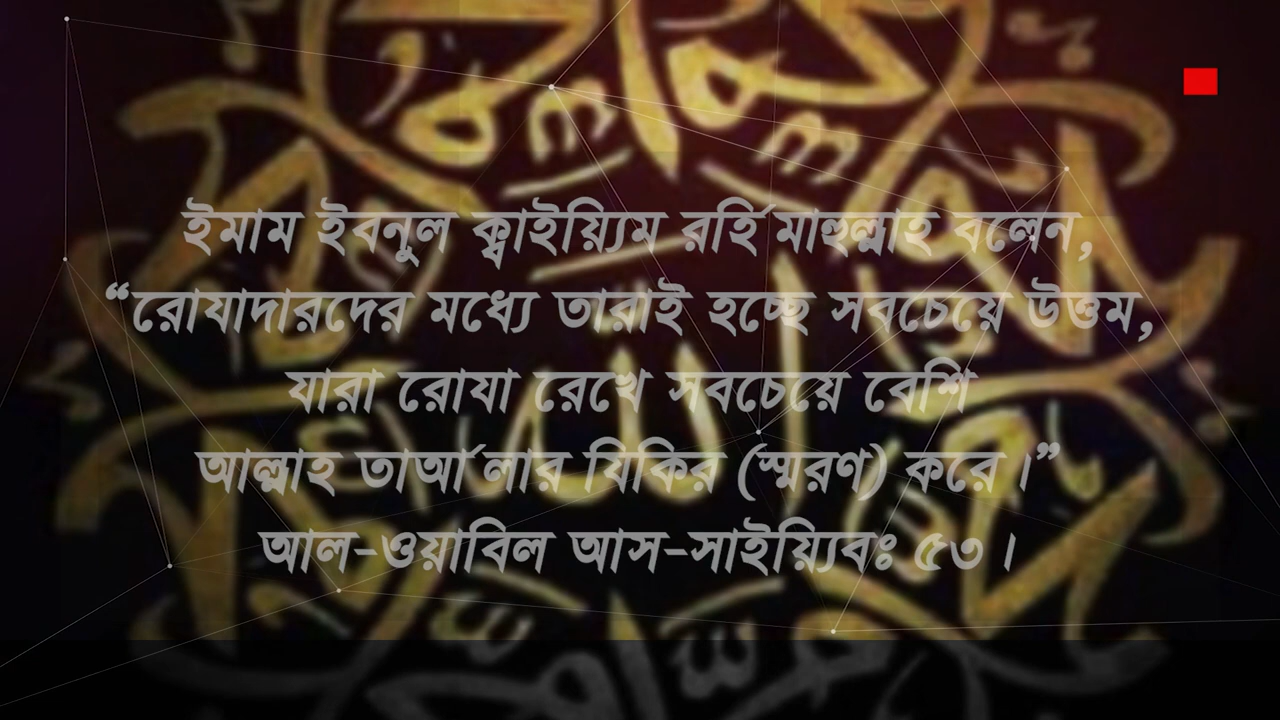 ইমাম ইবনুল ক্বাইয়্যিম রহি'মাহুল্লাহ বলেন,
“রোযাদারদের মধ্যে তারাই হচ্ছে সবচেয়ে উত্তম,
যারা রোযা রেখে সবচেয়ে বেশি
আল্লাহ তাআ'লার যিকির (স্মরণ) করে।”
আল-ওয়াবিল আস-সাইয়্যিবঃ ৫৩।